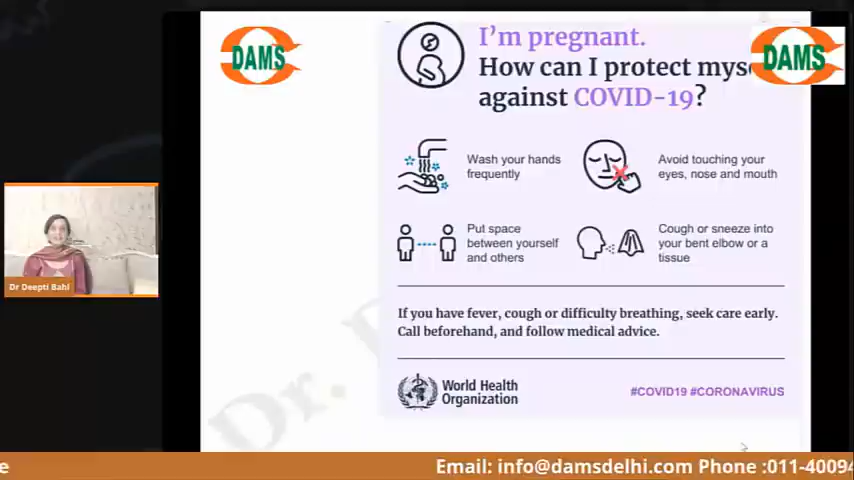 DAMS
I'm pregnant.
DAMS
How can I protect myse
against COVID-19?
Wash your hands
frequently
Avoid touching your
eyes, nose and mouth
Put space
between yourself
and others
Cough or sneeze into
your bent elbow or a
tissue
Dr Deepti Bahl
If you have fever, cough or difficulty breathing, seek care early.
Call beforehand, and follow medical advice.
Dr.
World Health
Organization
#COVID19 #CORONAVIRUS
e
Email: info@damsdelhi.com Phone :011-40094